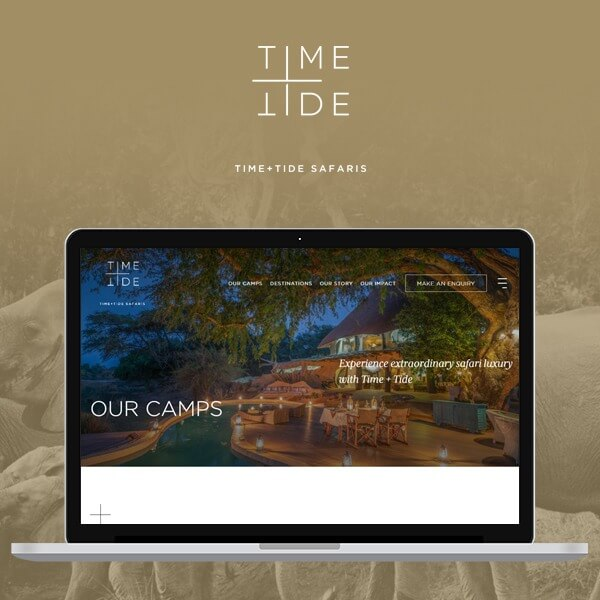 TIME
TIDE
TIME+TIDE SAFARIS
TIME
TIDE
TIME+TIDE SAFARIS
OUR CAMPS DESTINATIONS OUR STORY OUR IMPACT MAKE AN ENQUIRY
Experience extraordinary safari luxury
with Time + Tide
OUR CAMPS